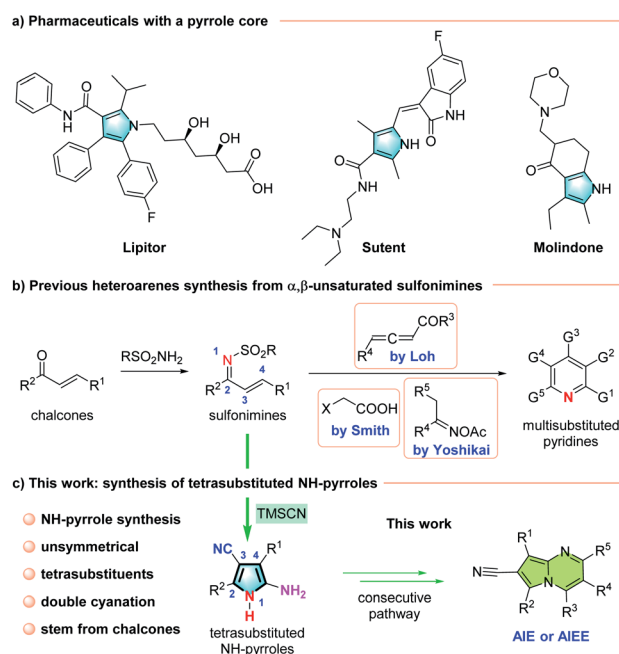 a) Pharmaceuticals with a pyrrole core
F
O
N
H
N
OH
OH
O
OH
F
Lipitor
O
NH
NH
O
NH
N
Sutent
O
N
O
NH
Molindone
b) Previous heteroarenes synthesis from α,β-unsaturated sulfonimines
O
R²
R¹
chalcones
RSO₂NH₂
1
N
SO₂R
4
R²
2
3
R¹
sulfonimines
COR³
R⁴
by Loh
X
COOH
by Smith
R⁵
R⁴
NOAc
by Yoshikai
G³
G⁴
G²
G⁵
N
G¹
multisubstituted
pyridines
c) This work: synthesis of tetrasubstituted NH-pyrroles
NH-pyrrole synthesis
unsymmetrical
tetrasubstituents
double cyanation
stem from chalcones
TMSCN
NC
R¹
3
4
R²
2
1
N
H
NH₂
tetrasubstituted
NH-pyrroles
This work
consecutive
pathway
R¹
N
R⁵
N
N
R⁴
R²
R³
AIE or AIEE